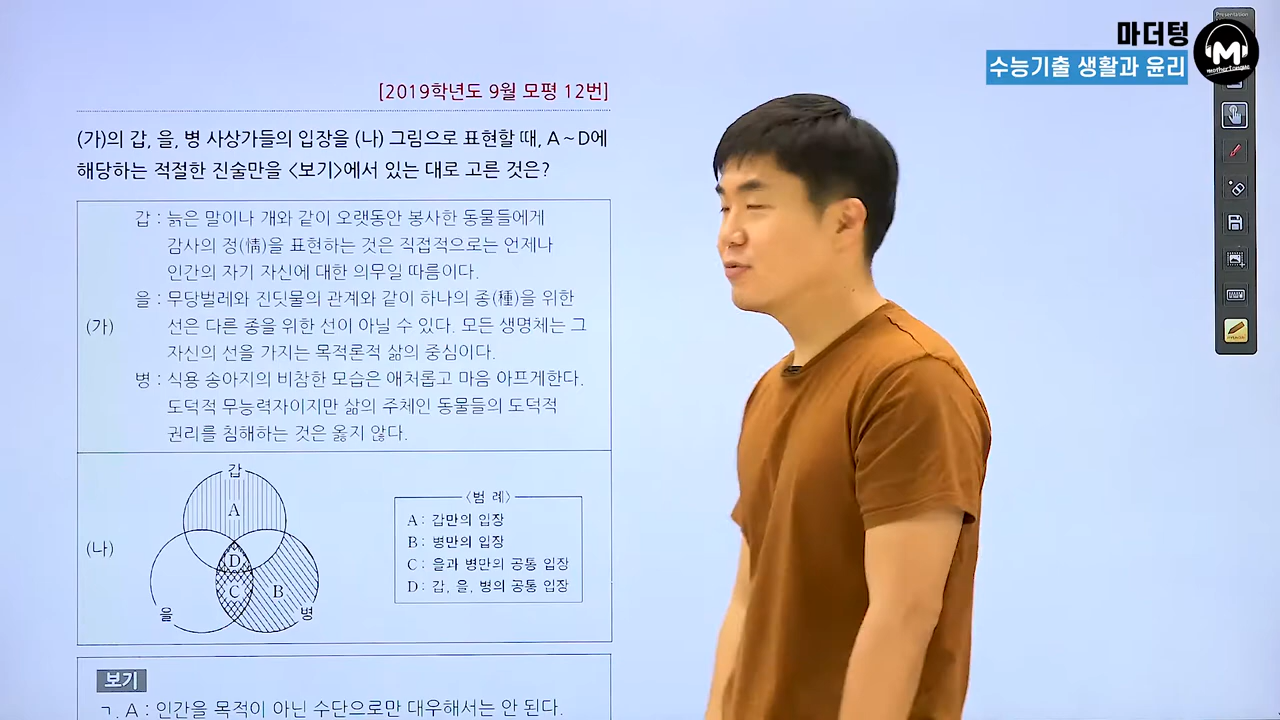 Presentation
마더텅
수능기출 생활과 윤리
M
mother Tongue
[2019학년도 9월 모평 12번]
(가)의 갑, 을, 병 사상가들의 입장을 (나) 그림으로 표현할 때, A~D에
해당하는 적절한 진술만을 <보기>에서 있는 대로 고른 것은?
갑 : 늙은 말이나 개와 같이 오랫동안 봉사한 동물들에게
감사의 정(情)을 표현하는 것은 직접적으로는 언제나
인간의 자기 자신에 대한 의무일 따름이다.
을 : 무당벌레와 진딧물의 관계와 같이 하나의 종(種)을 위한
(가)
선은 다른 종을 위한 선이 아닐 수 있다. 모든 생명체는 그
자신의 선을 가지는 목적론적 삶의 중심이다.
병 : 식용 송아지의 비참한 모습은 애처롭고 마음 아프게한다.
도덕적 무능력자이지만 삶의 주체인 동물들의 도덕적
권리를 침해하는 것은 옳지 않다.
(나)
갑
A
D
C
B
을
병
<범 례>
A : 갑만의 입장
B : 병만의 입장
C : 을과 병만의 공통 입장
D : 갑, 을, 병의 공통 입장
보기
ㄱ. A : 인간을 목적이 아닌 수단으로만 대우해서는 안 된다.